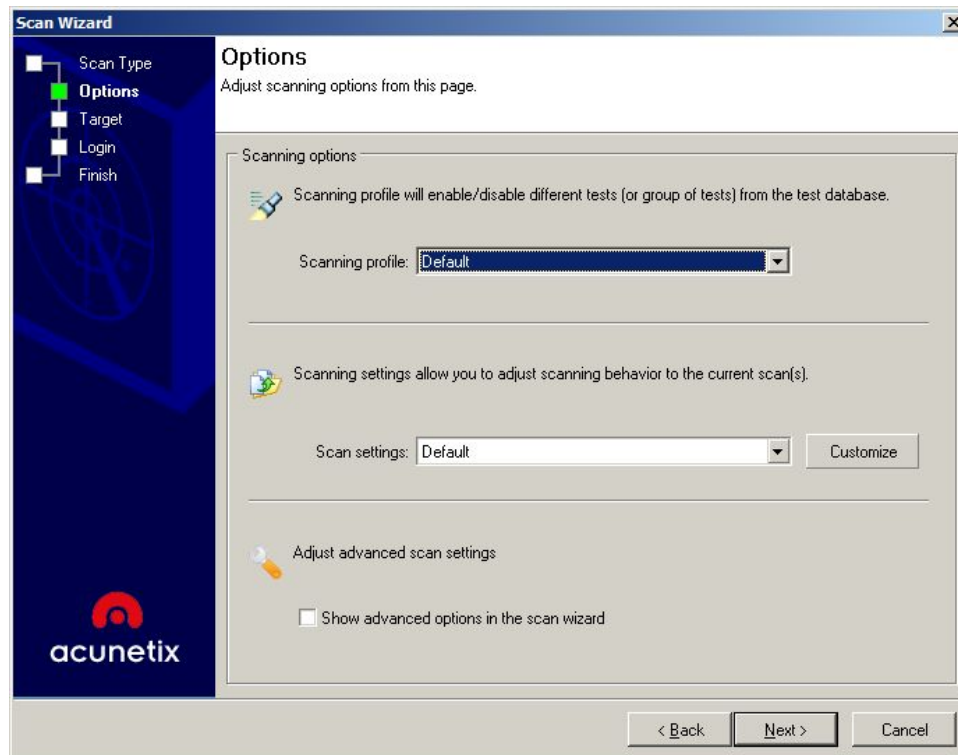 Scan Wizard
Scan Type
Options
Target
Login
Finish
Options
Adjust scanning options from this page.
Scanning options
Scanning profile will enable/disable different tests (or group of tests) from the test database.
Scanning profile: Default
Scanning settings allow you to adjust scanning behavior to the current scan(s).
Scan settings: Default Customize
Adjust advanced scan settings
Show advanced options in the scan wizard
acunetix
< Back Next > Cancel